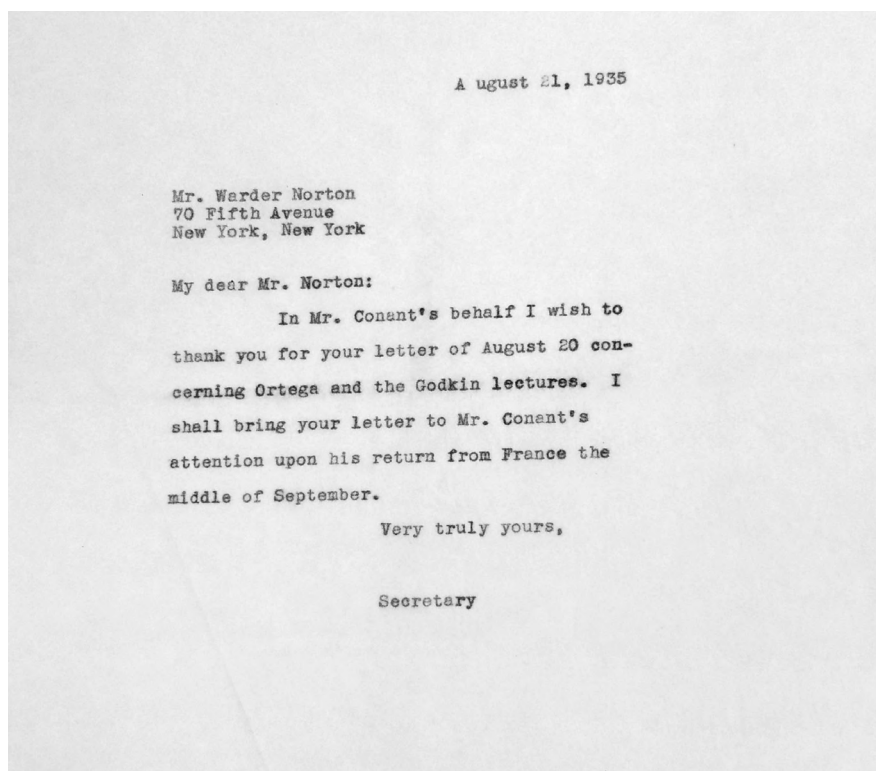 A ugust 21, 1935
Mr. Warder Norton
70 Fifth Avenue
New York, New York
My dear Mr. Norton:
In Mr. Conant's behalf I wish to
thank you for your letter of August 20 con-
cerning Ortega and the Godkin lectures. I
shall bring your letter to Mr. Conant's
attention upon his return from France the
middle of September.
Very truly yours,
Secretary